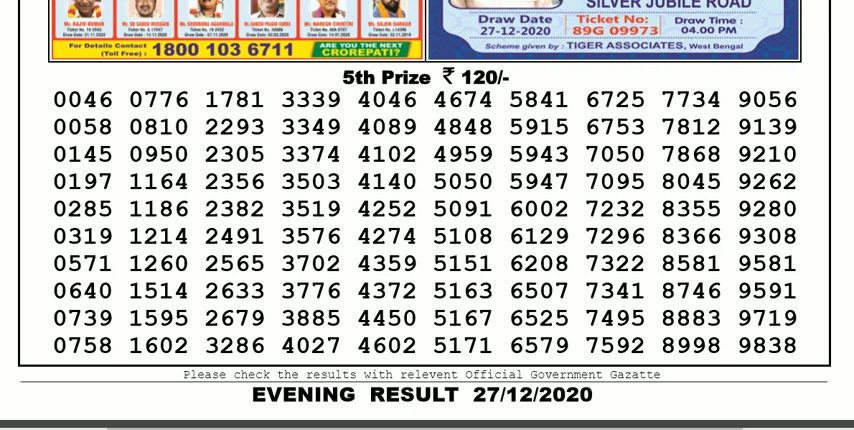 SILVER JUBILE ROAD
Mr. RAJIV KUMAR Mr. SK SABER HOSSAIN Mr. DEVENDRA AGARWALA Mr. NARESH CHHETRI Mr. SUJEN SARKAR
Draw Date Ticket No: Draw Time :
27-12-2020 89G 09973 04.00 PM
For Details Contact (Toll Free) : 1800 103 6711 ARE YOU THE NEXT CROREPATI?
Scheme given by : TIGER ASSOCIATES, West Bengal
5th Prize ₹ 120/-
0046 0776 1781 3339 4046 4674 5841 6725 7734 9056
0058 0810 2293 3349 4089 4848 5915 6753 7812 9139
0145 0950 2305 3374 4102 4959 5943 7050 7868 9210
0197 1164 2356 3503 4140 5050 5947 7095 8045 9262
0285 1186 2382 3519 4252 5091 6002 7232 8355 9280
0319 1214 2491 3576 4274 5108 6129 7296 8366 9308
0571 1260 2565 3702 4359 5151 6208 7322 8581 9581
0640 1514 2633 3776 4372 5163 6507 7341 8746 9591
0739 1595 2679 3885 4450 5167 6525 7495 8883 9719
0758 1602 3286 4027 4602 5171 6579 7592 8998 9838
Please check the results with relevent Official Government Gazatte
EVENING RESULT 27/12/2020